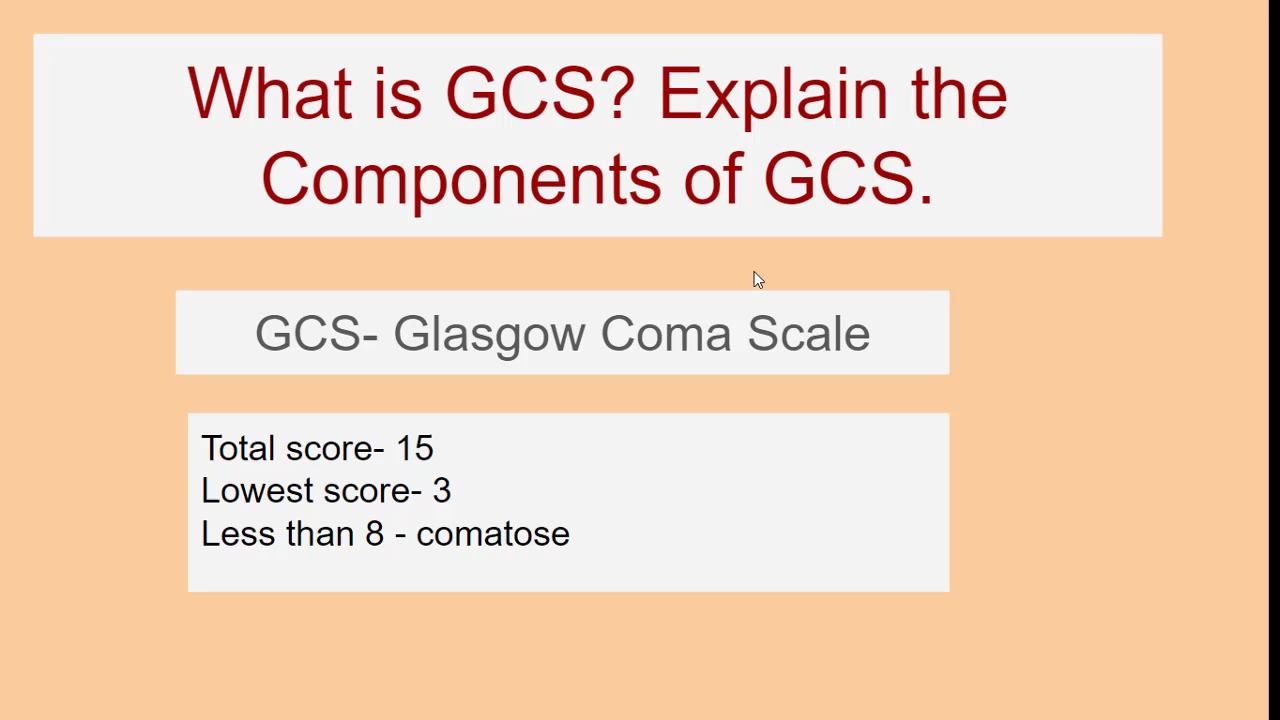 What is GCS? Explain the
Components of GCS.
GCS- Glasgow Coma Scale
Total score- 15
Lowest score- 3
Less than 8 - comatose